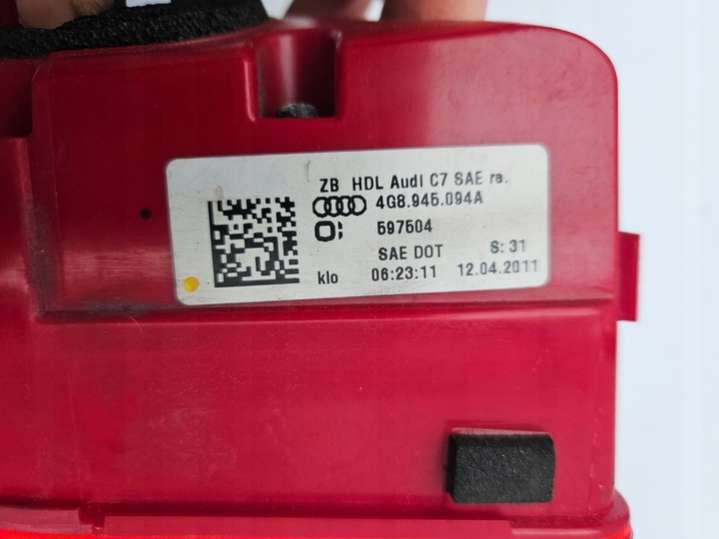 ZB HDL Audi C7 SAE re.
4G8.945.094A
597504
SAE DOT S: 31
klo 06:23:11 12.04.2011